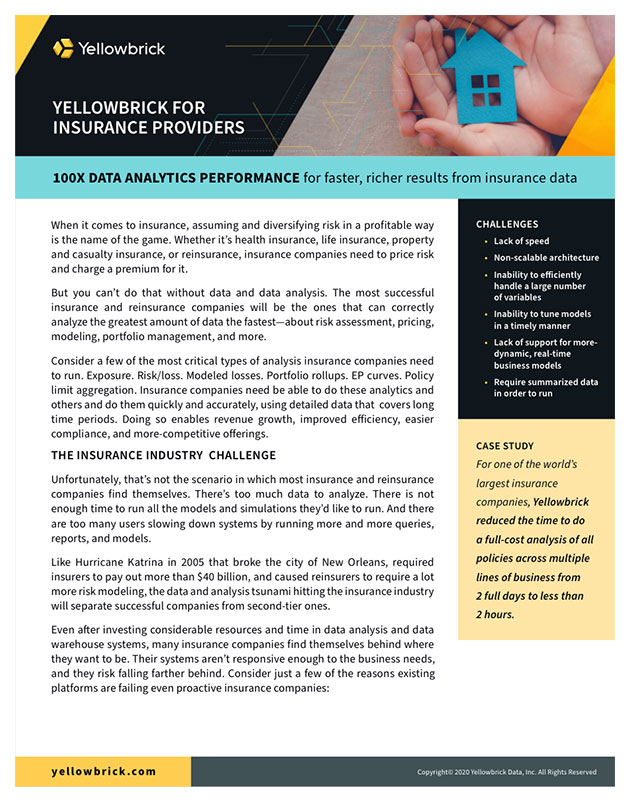 Yellowbrick
YELLOWBRICK FOR
INSURANCE PROVIDERS
100X DATA ANALYTICS PERFORMANCE for faster, richer results from insurance data
When it comes to insurance, assuming and diversifying risk in a profitable way
is the name of the game. Whether it’s health insurance, life insurance, property
and casualty insurance, or reinsurance, insurance companies need to price risk
and charge a premium for it.
But you can’t do that without data and data analysis. The most successful
insurance and reinsurance companies will be the ones that can correctly
analyze the greatest amount of data the fastest—about risk assessment, pricing,
modeling, portfolio management, and more.
Consider a few of the most critical types of analysis insurance companies need
to run. Exposure. Risk/loss. Modeled losses. Portfolio rollups. EP curves. Policy
limit aggregation. Insurance companies need be able to do these analytics and
others and do them quickly and accurately, using detailed data that covers long
time periods. Doing so enables revenue growth, improved efficiency, easier
compliance, and more-competitive offerings.
THE INSURANCE INDUSTRY CHALLENGE
Unfortunately, that’s not the scenario in which most insurance and reinsurance
companies find themselves. There’s too much data to analyze. There is not
enough time to run all the models and simulations they’d like to run. And there
are too many users slowing down systems by running more and more queries,
reports, and models.
Like Hurricane Katrina in 2005 that broke the city of New Orleans, required
insurers to pay out more than $40 billion, and caused reinsurers to require a lot
more risk modeling, the data and analysis tsunami hitting the insurance industry
will separate successful companies from second-tier ones.
Even after investing considerable resources and time in data analysis and data
warehouse systems, many insurance companies find themselves behind where
they want to be. Their systems aren’t responsive enough to the business needs,
and they risk falling farther behind. Consider just a few of the reasons existing
platforms are failing even proactive insurance companies:
CHALLENGES
• Lack of speed
• Non-scalable architecture
• Inability to efficiently
handle a large number
of variables
• Inability to tune models
in a timely manner
• Lack of support for more-
dynamic, real-time
business models
• Require summarized data
in order to run
CASE STUDY
For one of the world’s
largest insurance
companies, Yellowbrick
reduced the time to do
a full-cost analysis of all
policies across multiple
lines of business from
2 full days to less than
2 hours.
yellowbrick.com
Copyright© 2020 Yellowbrick Data, Inc. All Rights Reserved